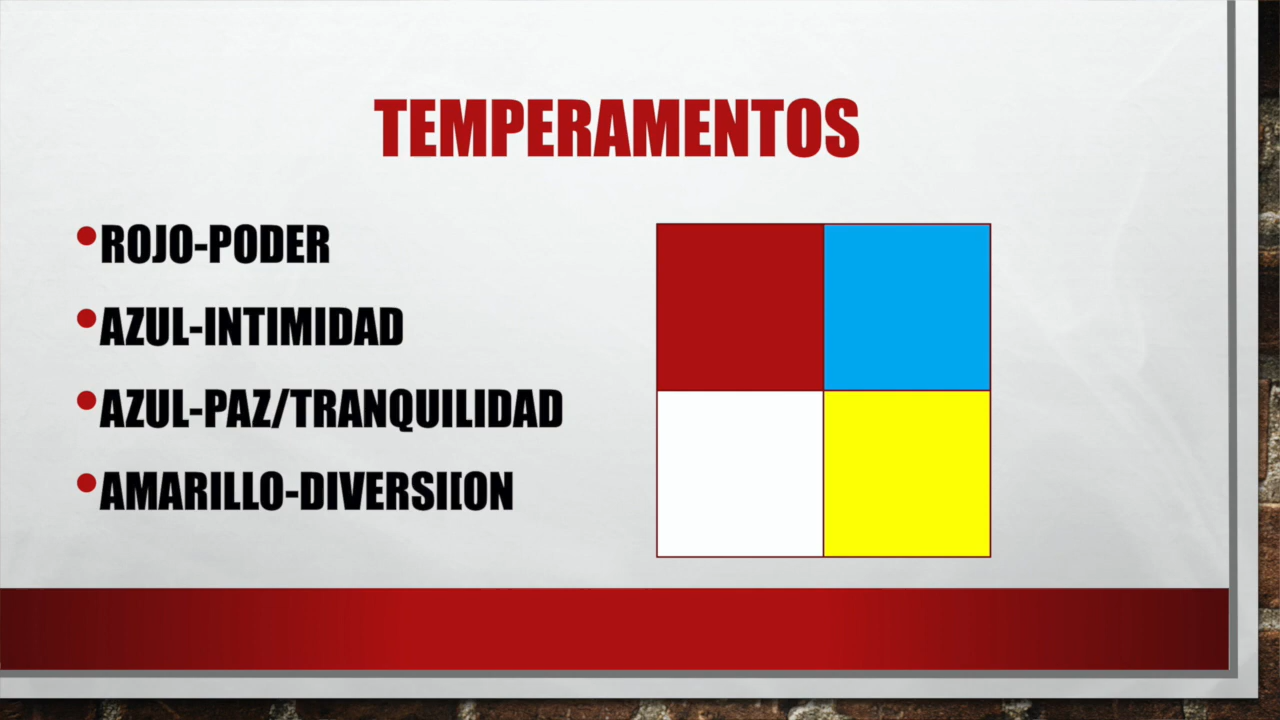 TEMPERAMENTOS
•ROJO-PODER
•AZUL-INTIMIDAD
•AZUL-PAZ/TRANQUILIDAD
•AMARILLO-DIVERSI[ON